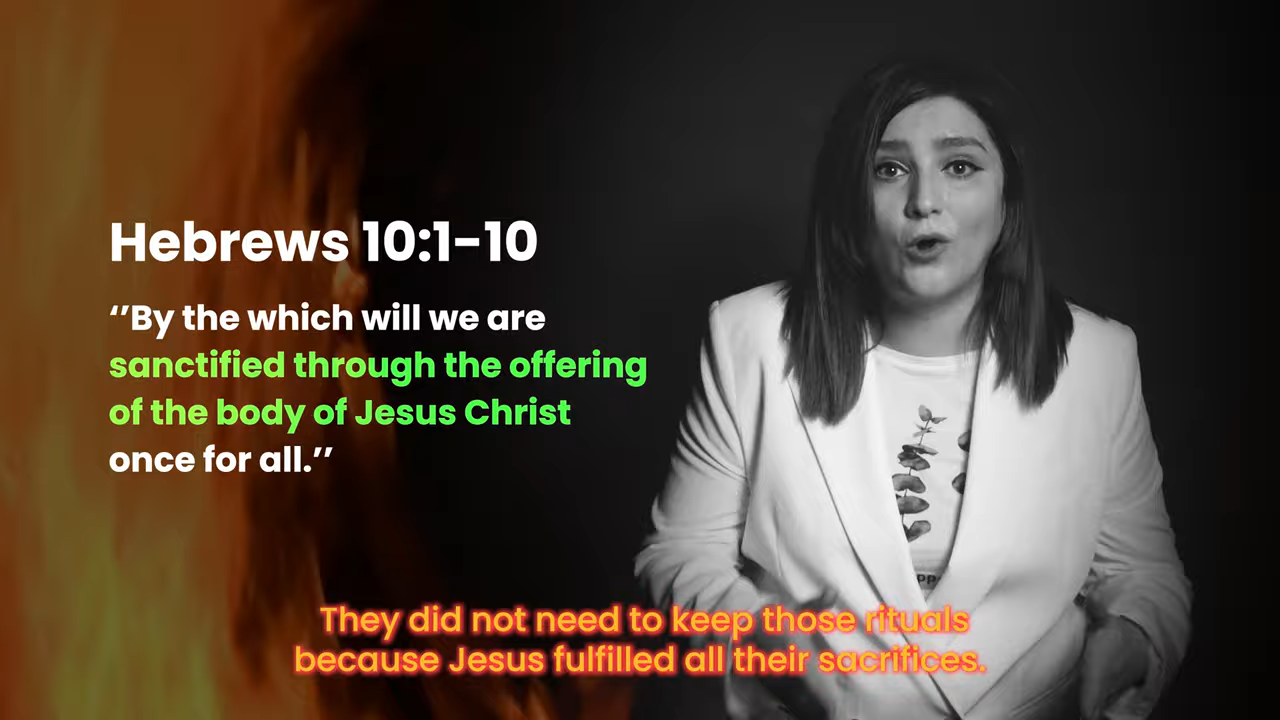 Hebrews 10:1-10
‘’By the which will we are
sanctified through the offering
of the body of Jesus Christ
once for all.’’
They did not need to keep those rituals
because Jesus fulfilled all their sacrifices.